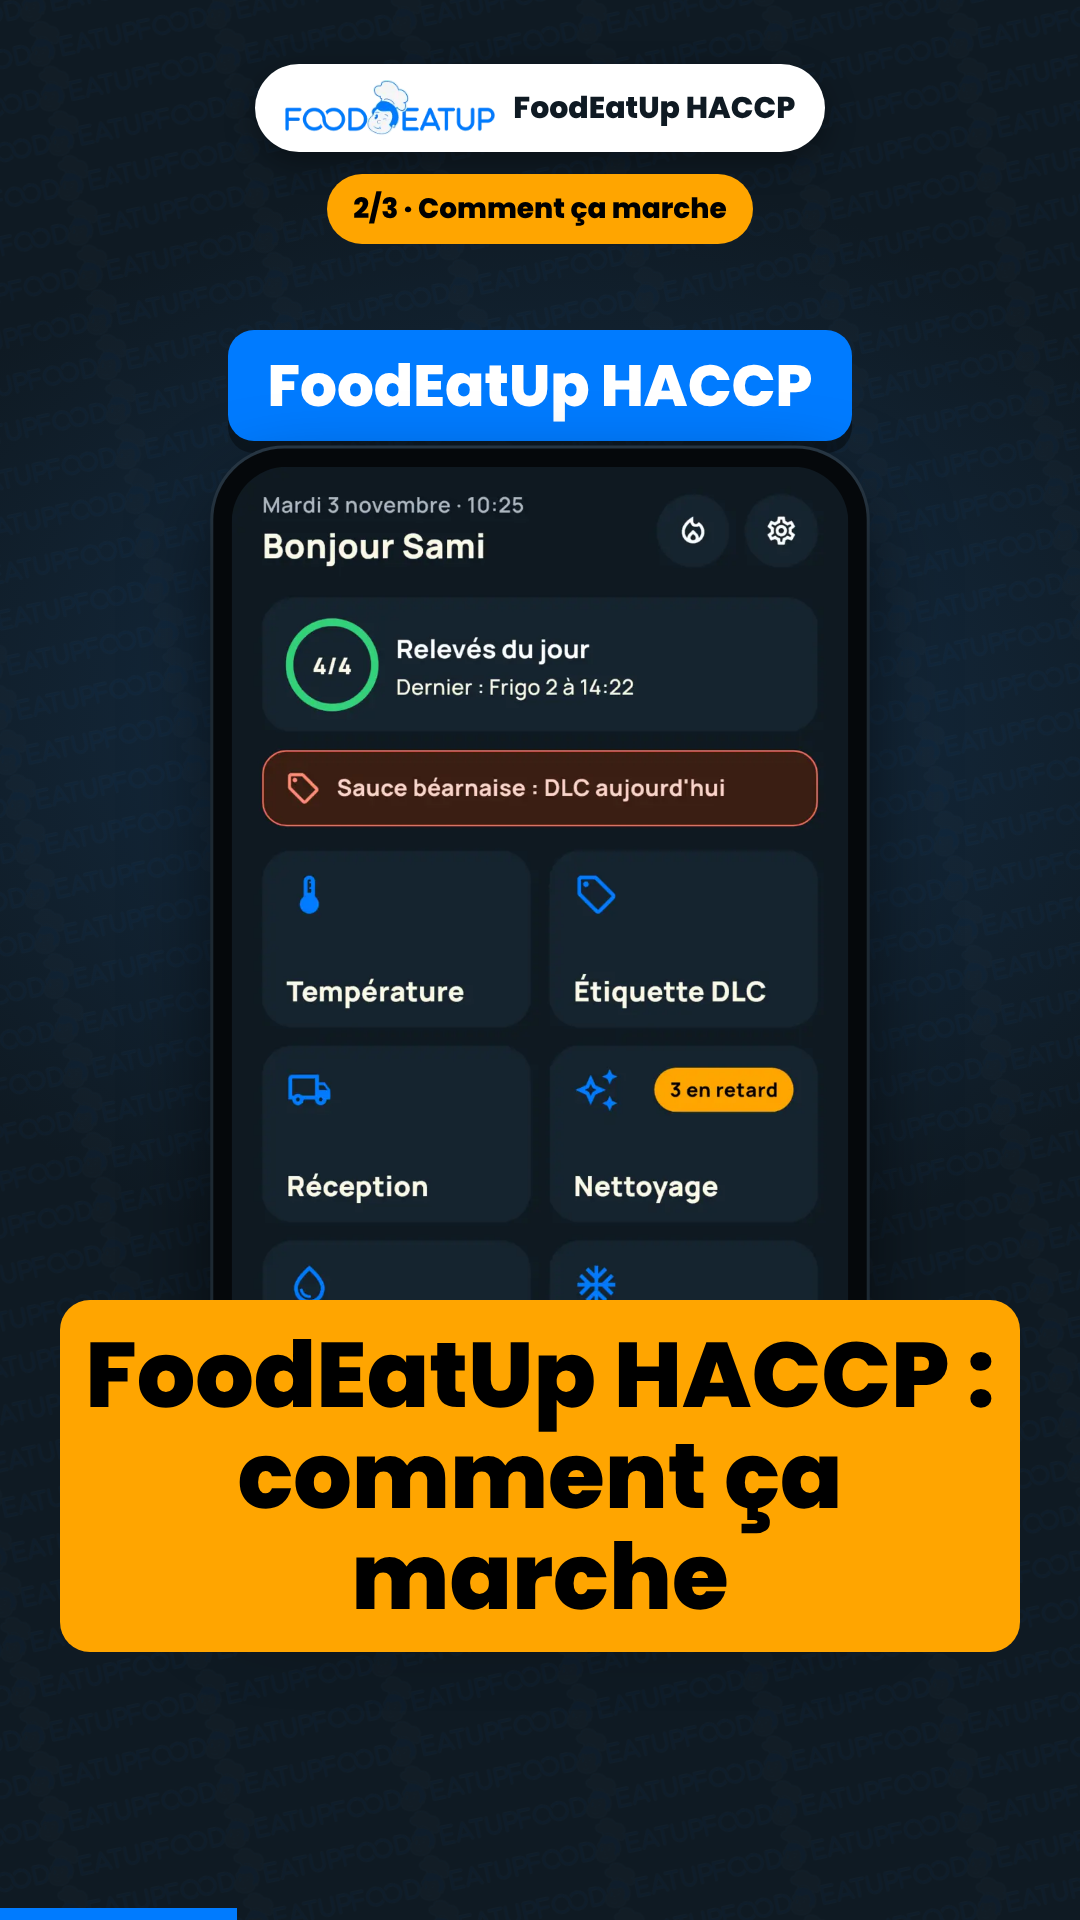 FOODEATUP FoodEatUp HACCP
2/3 · Comment ça marche
FoodEatUp HACCP
Mardi 3 novembre · 10:25
Bonjour Sami
4/4
Relevés du jour
Dernier : Frigo 2 à 14:22
Sauce béarnaise : DLC aujourd'hui
Température
Étiquette DLC
3 en retard
Réception
Nettoyage
FoodEatUp HACCP :
comment ça
marche